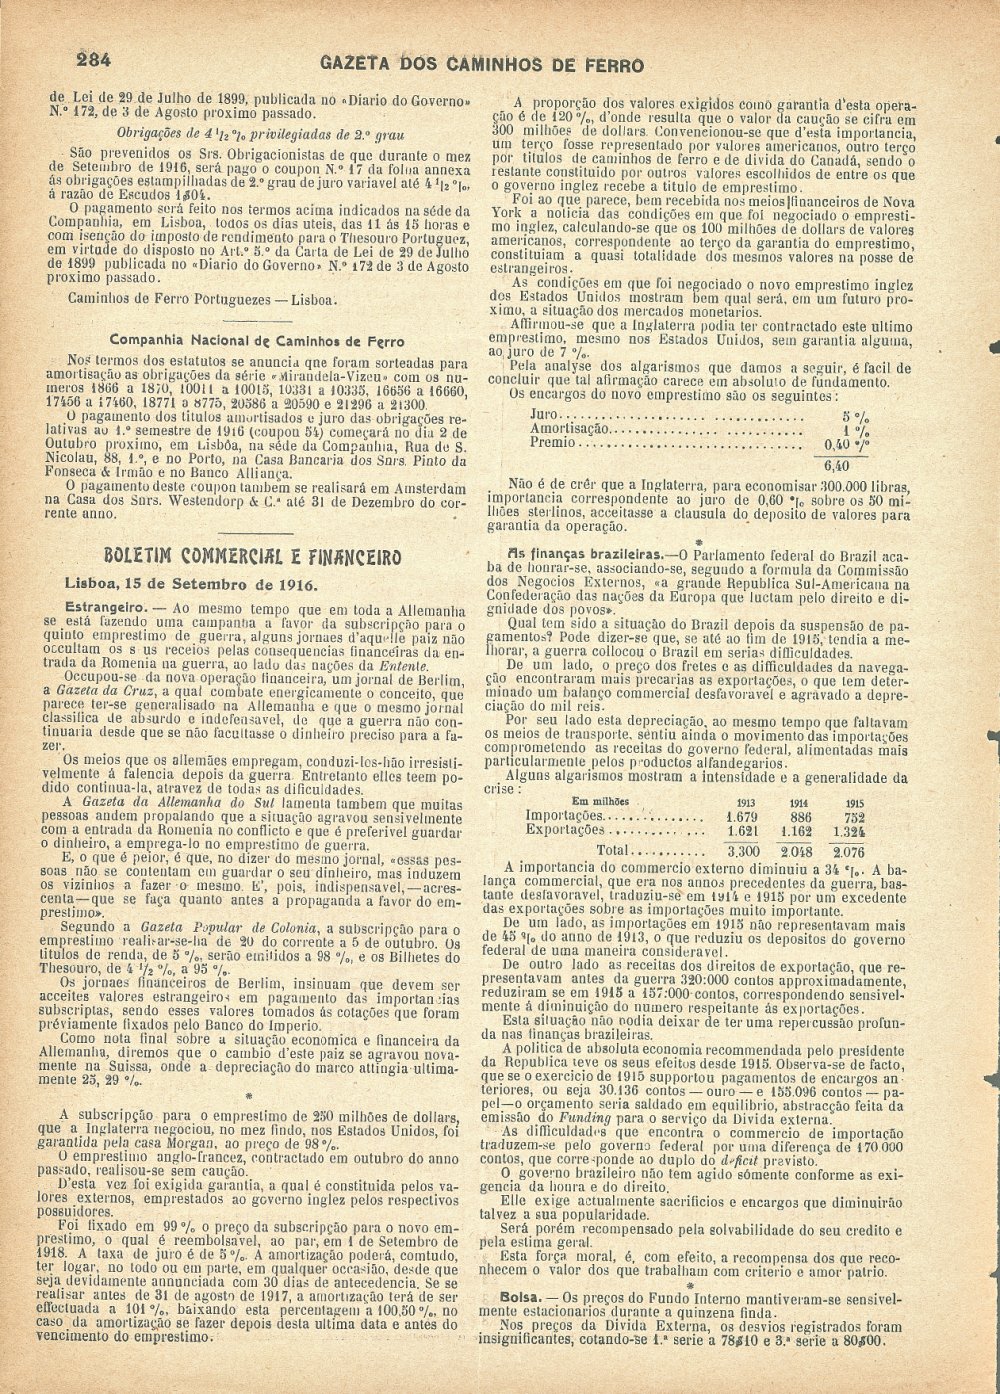 284
GAZETA DOS CAMINHOS DE FERRO
de Lei de 29 de Julho de 1899, publicada no «Diario do Governo»
N.º 172, de 3 de Agosto proximo passado.
Obrigações de 4 1/2 % privilegiadas de 2.º grau
São prevenidos os Srs. Obrigacionistas de que durante o mez
de Setembro de 1916, será pago o coupon N.º 17 da folha annexa
ás obrigações estampilhadas de 2.º grau de juro variavel até 4 1/2 %,
á razão de Escudos 1$04.
O pagamento será feito nos termos acima indicados na séde da
Companhia, em Lisboa, todos os dias uteis, das 11 ás 15 horas e
com isenção do imposto de rendimento para o Thesouro Portuguez,
em virtude do disposto no Art.º 5.º da Carta de Lei de 29 de Julho
de 1899 publicada no «Diario do Governo» N.º 172 de 3 de Agosto
proximo passado.
Caminhos de Ferro Portuguezes — Lisboa.
Companhia Nacional de Caminhos de Ferro
Nos termos dos estatutos se anuncia que foram sorteadas para
amortisação as obrigações da série «Mirandela-Vizeu» com os nu-
meros 1866 a 1870, 10011 a 10015, 10331 a 10335, 16656 a 16660,
17456 a 17460, 18771 a 8775, 20586 a 20590 e 21296 a 21300.
O pagamento dos titulos amortisados e juro das obrigações re-
lativas ao 1.º semestre de 1916 (coupon 54) começará no dia 2 de
Outubro proximo, em Lisbôa, na séde da Companhia, Rua de S.
Nicolau, 88, 1.º, e no Porto, na Casa Bancaria dos Snrs. Pinto da
Fonseca & Irmão e no Banco Alliança.
O pagamento deste coupon tambem se realisará em Amsterdam
na Casa dos Snrs. Westendorp & C.ª até 31 de Dezembro do cor-
rente anno.
BOLETIM COMMERCIAL E FINANCEIRO
Lisboa, 15 de Setembro de 1916.
Estrangeiro. — Ao mesmo tempo que em toda a Allemanha
se está fazendo uma campanha a favor da subscripção para o
quinto emprestimo de guerra, alguns jornaes d'aquelle paiz não
occultam os s us receios pelas consequencias financeiras da en-
trada da Romenia na guerra, ao lado das nações da Entente.
Occupou-se da nova operação financeira, um jornal de Berlim,
a Gazeta da Cruz, a qual combate energicamente o conceito, que
parece ter-se generalisado na Allemanha e que o mesmo jornal
classifica de absurdo e indefensavel, de que a guerra não con-
tinuaria desde que se não facultasse o dinheiro preciso para a fa-
zer.
Os meios que os allemães empregam, conduzi-los-hão irresisti-
velmente á falencia depois da guerra. Entretanto elles teem po-
dido continua-la, atravez de todas as dificuldades.
A Gazeta da Allemanha do Sul lamenta tambem que muitas
pessoas andem propalando que a situação agravou sensivelmente
com a entrada da Romenia no conflicto e que é preferivel guardar
o dinheiro, a emprega-lo no emprestimo de guerra.
E, o que é peior, é que, no dizer do mesmo jornal, «essas pes-
soas não se contentam em guardar o seu dinheiro, mas induzem
os vizinhos a fazer o mesmo. E', pois, indispensavel, — acres-
centa — que se faça quanto antes a propaganda a favor do em-
prestimo».
Segundo a Gazeta Popular de Colonia, a subscripção para o
emprestimo realisar-se-ha de 20 do corrente a 5 de outubro. Os
titulos de renda, de 5 %, serão emitidos a 98 %, e os Bilhetes do
Thesouro, de 4 1/2 %, a 95 %.
Os jornaes financeiros de Berlim, insinuam que devem ser
acceites valores estrangeiros em pagamento das importan ias
subscriptas, sendo esses valores tomados ás cotações que foram
préviamente fixados pelo Banco do Imperio.
Como nota final sobre a situação economica e financeira da
Allemanha, diremos que o cambio d'este paiz se agravou nova-
mente na Suissa, onde a depreciação do marco attingia ultima-
mente 25, 29 %.
*
A subscripção para o emprestimo de 250 milhões de dollars,
que a Inglaterra negociou, no mez findo, nos Estados Unidos, foi
garantida pela casa Morgan, ao preço de 98 %.
O emprestimo anglo-francez, contractado em outubro do anno
passado, realisou-se sem caução.
D'esta vez foi exigida garantia, a qual é constituida pelos va-
lores externos, emprestados ao governo inglez pelos respectivos
possuidores.
Foi fixado em 99 % o preço da subscripção para o novo em-
prestimo, o qual é reembolsavel, ao par, em 1 de Setembro de
1918. A taxa de juro é de 5 %. A amortização poderá, comtudo,
ter logar, no todo ou em parte, em qualquer occasião, desde que
seja devidamente annunciada com 30 dias de antecedencia. Se se
realisar antes de 31 de agosto de 1917, a amortização terá de ser
effectuada a 101 %, baixando esta percentagem a 100,50 %, no
caso da amortização se fazer depois desta ultima data e antes do
vencimento do emprestimo.
A proporção dos valores exigidos como garantia d'esta opera-
ção é de 120 %, d'onde resulta que o valor da caução se cifra em
300 milhões de dollars. Convencionou-se que d'esta importancia,
um terço fosse representado por valores americanos, outro terço
por titulos de caminhos de ferro e de divida do Canadá, sendo o
restante constituido por outros valores escolhidos de entre os que
o governo inglez recebe a titulo de emprestimo.
Foi ao que parece, bem recebida nos meios financeiros de Nova
York a noticia das condições em que foi negociado o empresti-
mo inglez, calculando-se que os 100 milhões de dollars de valores
americanos, correspondente ao terço da garantia do emprestimo,
constituiam a quasi totalidade dos mesmos valores na posse de
estrangeiros.
As condições em que foi negociado o novo emprestimo inglez
dos Estados Unidos mostram bem qual será, em um futuro pro-
ximo, a situação dos mercados monetarios.
Affirmou-se que a Inglaterra podia ter contractado este ultimo
emprestimo, mesmo nos Estados Unidos, sem garantia alguma,
ao juro de 7 %.
Pela analyse dos algarismos que damos a seguir, é facil de
concluir que tal afirmação carece em absoluto de fundamento.
Os encargos do novo emprestimo são os seguintes:
Juro.............................. 5 %
Amortisação....................... 1 %
Premio............................ 0,40 %
6,40
Não é de crêr que a Inglaterra, para economisar 300.000 libras,
importancia correspondente ao juro de 0,60 % sobre os 50 mi-
lhões sterlinos, acceitasse a clausula do deposito de valores para
garantia da operação.
*
As finanças brazileiras. — O Parlamento federal do Brazil aca-
ba de honrar-se, associando-se, segundo a formula da Commissão
dos Negocios Externos, «a grande Republica Sul-Americana na
Confederação das nações da Europa que luctam pelo direito e di-
gnidade dos povos».
Qual tem sido a situação do Brazil depois da suspensão de pa-
gamentos? Pode dizer-se que, se até ao fim de 1915, tendia a me-
lhorar, a guerra collocou o Brazil em serias difficuldades.
De um lado, o preço dos fretes e as difficuldades da navega-
ção encontraram mais precarias as exportações, o que tem deter-
minado um balanço commercial desfavoravel e agravado a depre-
ciação do mil reis.
Por seu lado esta depreciação, ao mesmo tempo que faltavam
os meios de transporte, sentiu ainda o movimento das importações
comprometendo as receitas do governo federal, alimentadas mais
particularmente pelos productos alfandegarios.
Alguns algarismos mostram a intensidade e a generalidade da
crise:
Em milhões 1913 1914 1915
Importações............... 1.679 886 752
Exportações............... 1.621 1.162 1.324
Total........... 3,300 2.048 2.076
A importancia do commercio externo diminuiu a 34 %. A ba-
lança commercial, que era nos annos precedentes da guerra, bas-
tante desfavoravel, traduziu-se em 1914 e 1915 por um excedente
das exportações sobre as importações muito importante.
De um lado, as importações em 1915 não representavam mais
de 45 % do anno de 1913, o que reduziu os depositos do governo
federal de uma maneira consideravel.
De outro lado as receitas dos direitos de exportação, que re-
presentavam antes da guerra 320:000 contos approximadamente,
reduziram se em 1915 a 157:000 contos, correspondendo sensivel-
mente á diminuição do numero respeitante ás exportações.
Esta situação não podia deixar de ter uma repercussão profun-
da nas finanças brazileiras.
A politica de absoluta economia recommendada pelo presidente
da Republica teve os seus efeitos desde 1915. Observa-se de facto,
que se o exercicio de 1915 supportou pagamentos de encargos an-
teriores, ou seja 30.136 contos — ouro — e 155.096 contos — pa-
pel — o orçamento seria saldado em equilibrio, abstracção feita da
emissão do Funding para o serviço da Divida externa.
As difficuldades que encontra o commercio de importação
traduzem-se pelo governo federal por uma diferença de 170 000
contos, que corresponde ao duplo do deficit previsto.
O governo brazileiro não tem agido sómente conforme as exi-
gencia da honra e do direito.
Elle exige actualmente sacrificios e encargos que diminuirão
talvez a sua popularidade.
Será porém recompensado pela solvabilidade do seu credito e
pela estima geral.
Esta força moral, é, com efeito, a recompensa dos que reco-
nhecem o valor dos que trabalham com criterio e amor patrio.
*
Bolsa. — Os preços do Fundo Interno mantiveram-se sensivel-
mente estacionarios durante a quinzena finda.
Nos preços da Divida Externa, os desvios registrados foram
insignificantes, cotando-se 1.ª serie a 78$10 e 3.ª serie a 80$00.